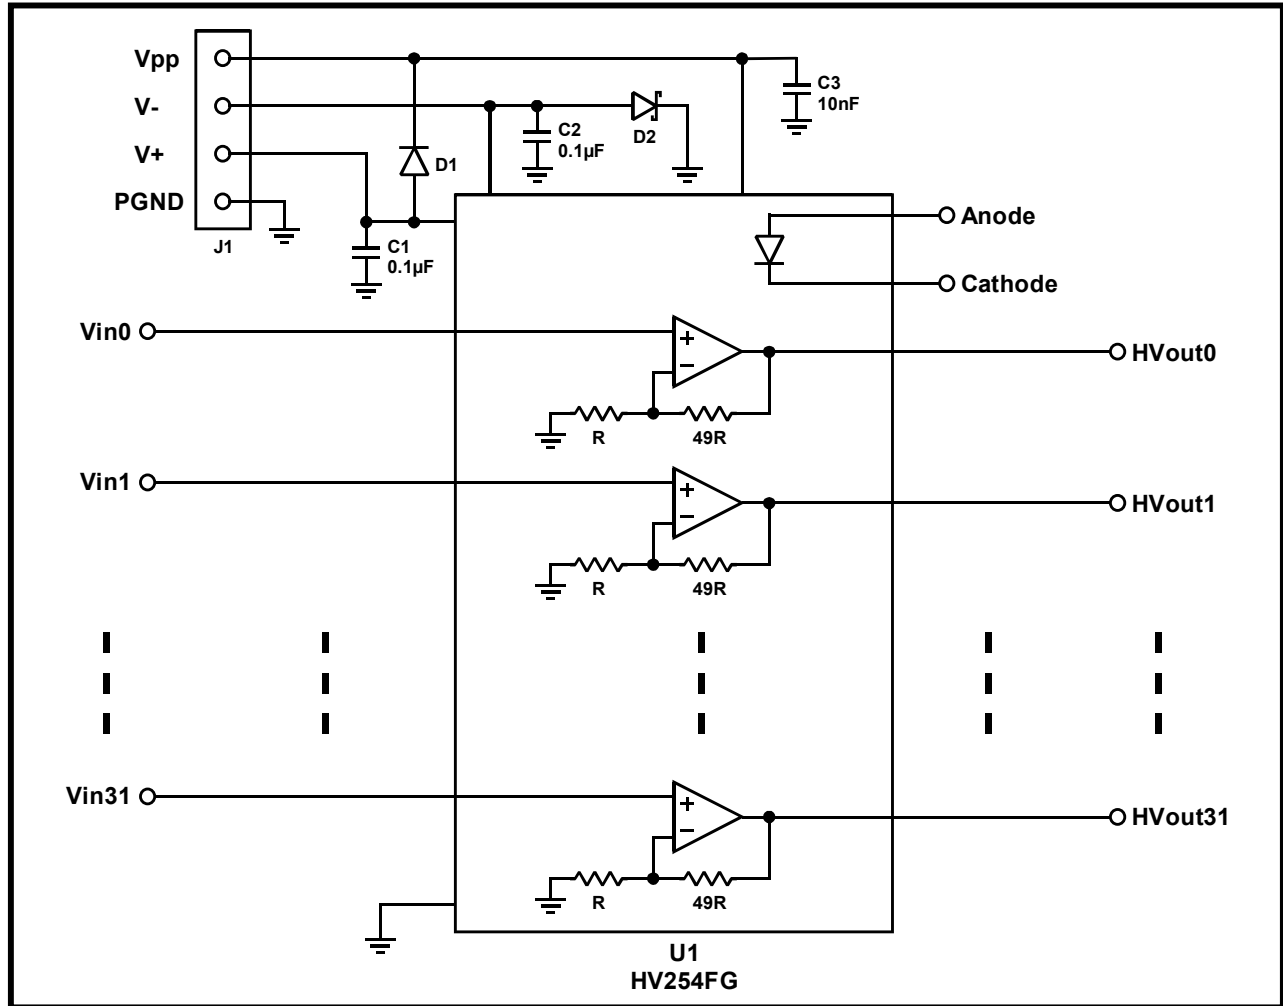 Vpp
V-
V+
PGND
J1
D1
C1
0.1µF
C2
0.1µF
D2
C3
10nF
Anode
Cathode
Vin0
+
−
R
49R
HVout0
Vin1
+
−
R
49R
HVout1
Vin31
+
−
R
49R
HVout31
U1
HV254FG